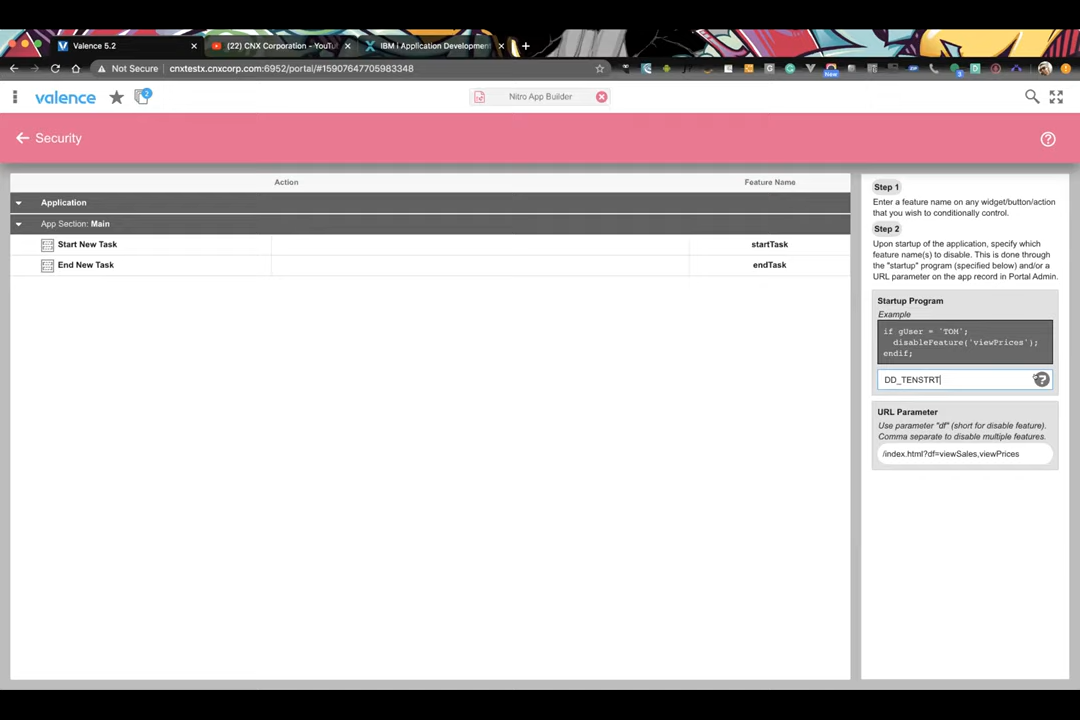 Valence 5.2
(22) CNX Corporation - YouTu
IBM i Application Developmen
Not Secure
cnxtestx.cnxcorp.com:6952/portal/#15907647705983348
New
3
valence
2
Nitro App Builder
Security
Action
Feature Name
Application
App Section: Main
Start New Task
startTask
End New Task
endTask
Step 1
Enter a feature name on any widget/button/action
that you wish to conditionally control.
Step 2
Upon startup of the application, specify which
feature name(s) to disable. This is done through
the "startup" program (specified below) and/or a
URL parameter on the app record in Portal Admin.
Startup Program
Example
if gUser = 'TOM';
disableFeature('viewPrices');
endif;
DD_TENSTRT
URL Parameter
Use parameter "df" (short for disable feature).
Comma separate to disable multiple features.
/index.html?df=viewSales,viewPrices